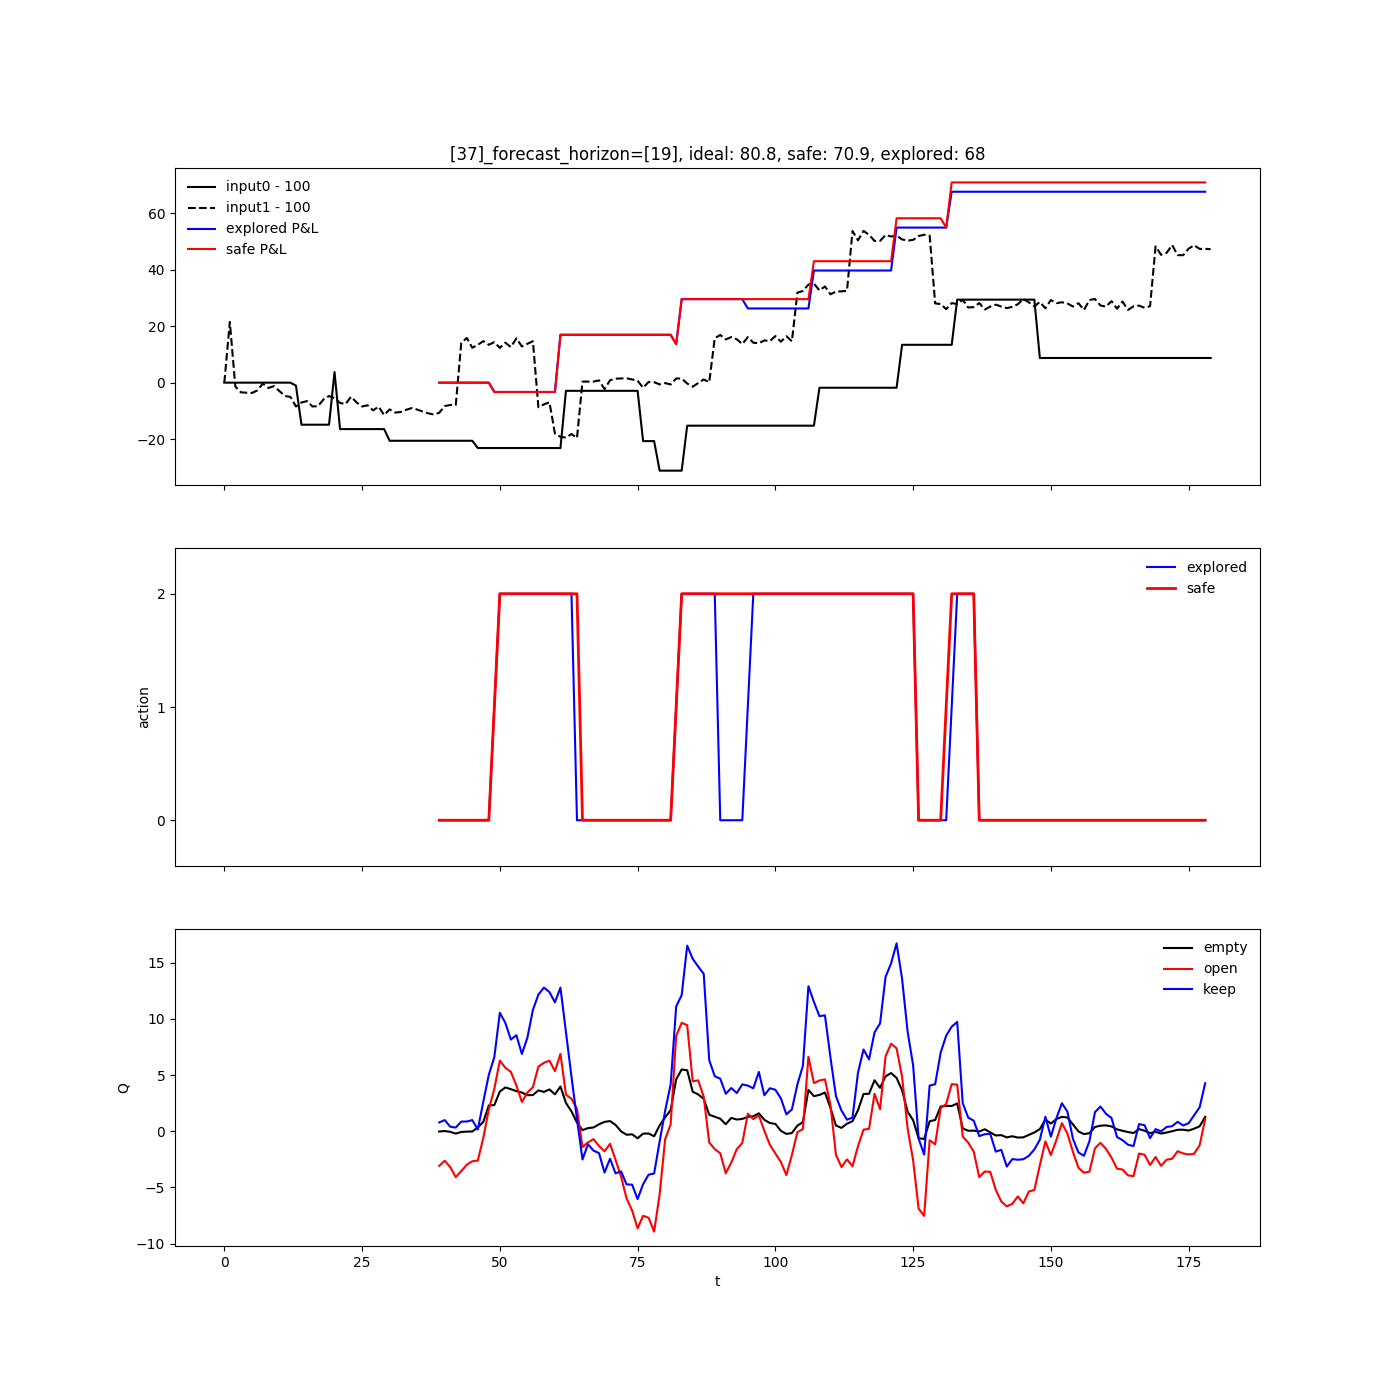 [37]_forecast_horizon=[19], ideal: 80.8, safe: 70.9, explored: 68
input0 - 100
input1 - 100
explored P&L
safe P&L
60
40
20
0
−20
explored
safe
2
1
0
action
empty
open
keep
15
10
5
0
−5
−10
Q
0 25 50 75 100 125 150 175
t